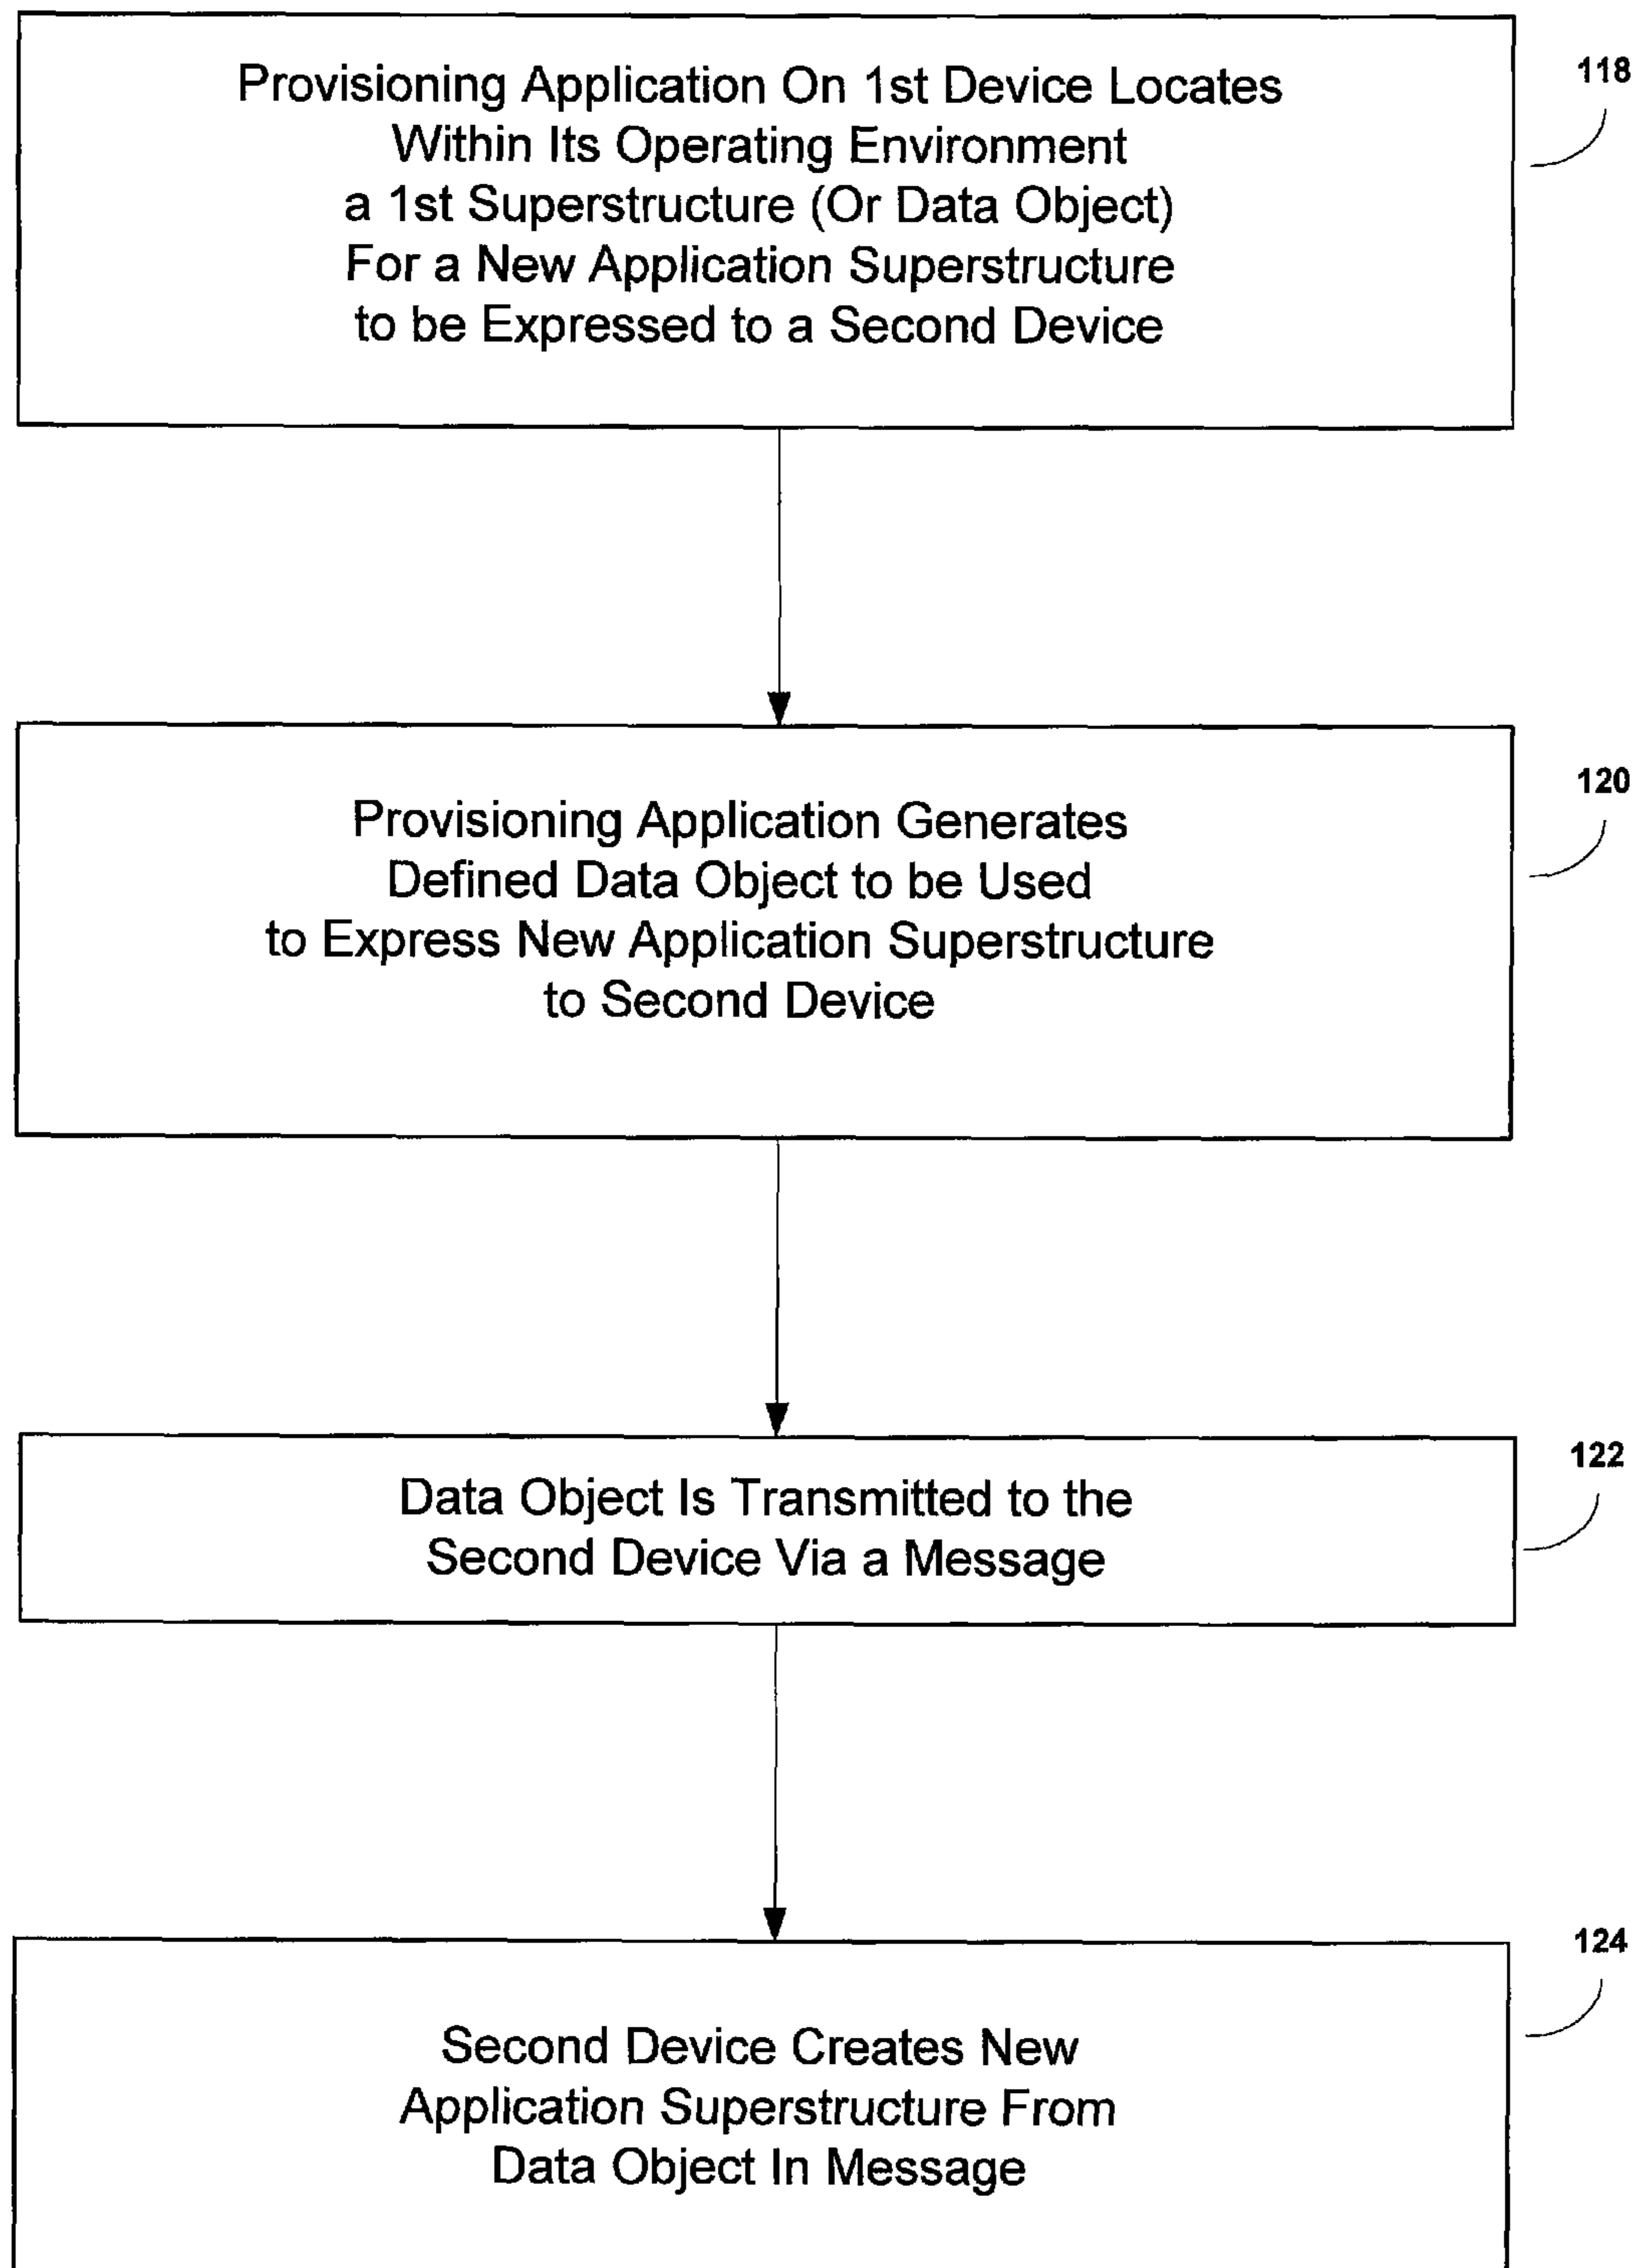 Provisioning Application On 1st Device Locates
Within Its Operating Environment
a 1st Superstructure (Or Data Object)
For a New Application Superstructure
to be Expressed to a Second Device
118
Provisioning Application Generates
Defined Data Object to be Used
to Express New Application Superstructure
to Second Device
120
Data Object Is Transmitted to the
Second Device Via a Message
122
Second Device Creates New
Application Superstructure From
Data Object In Message
124